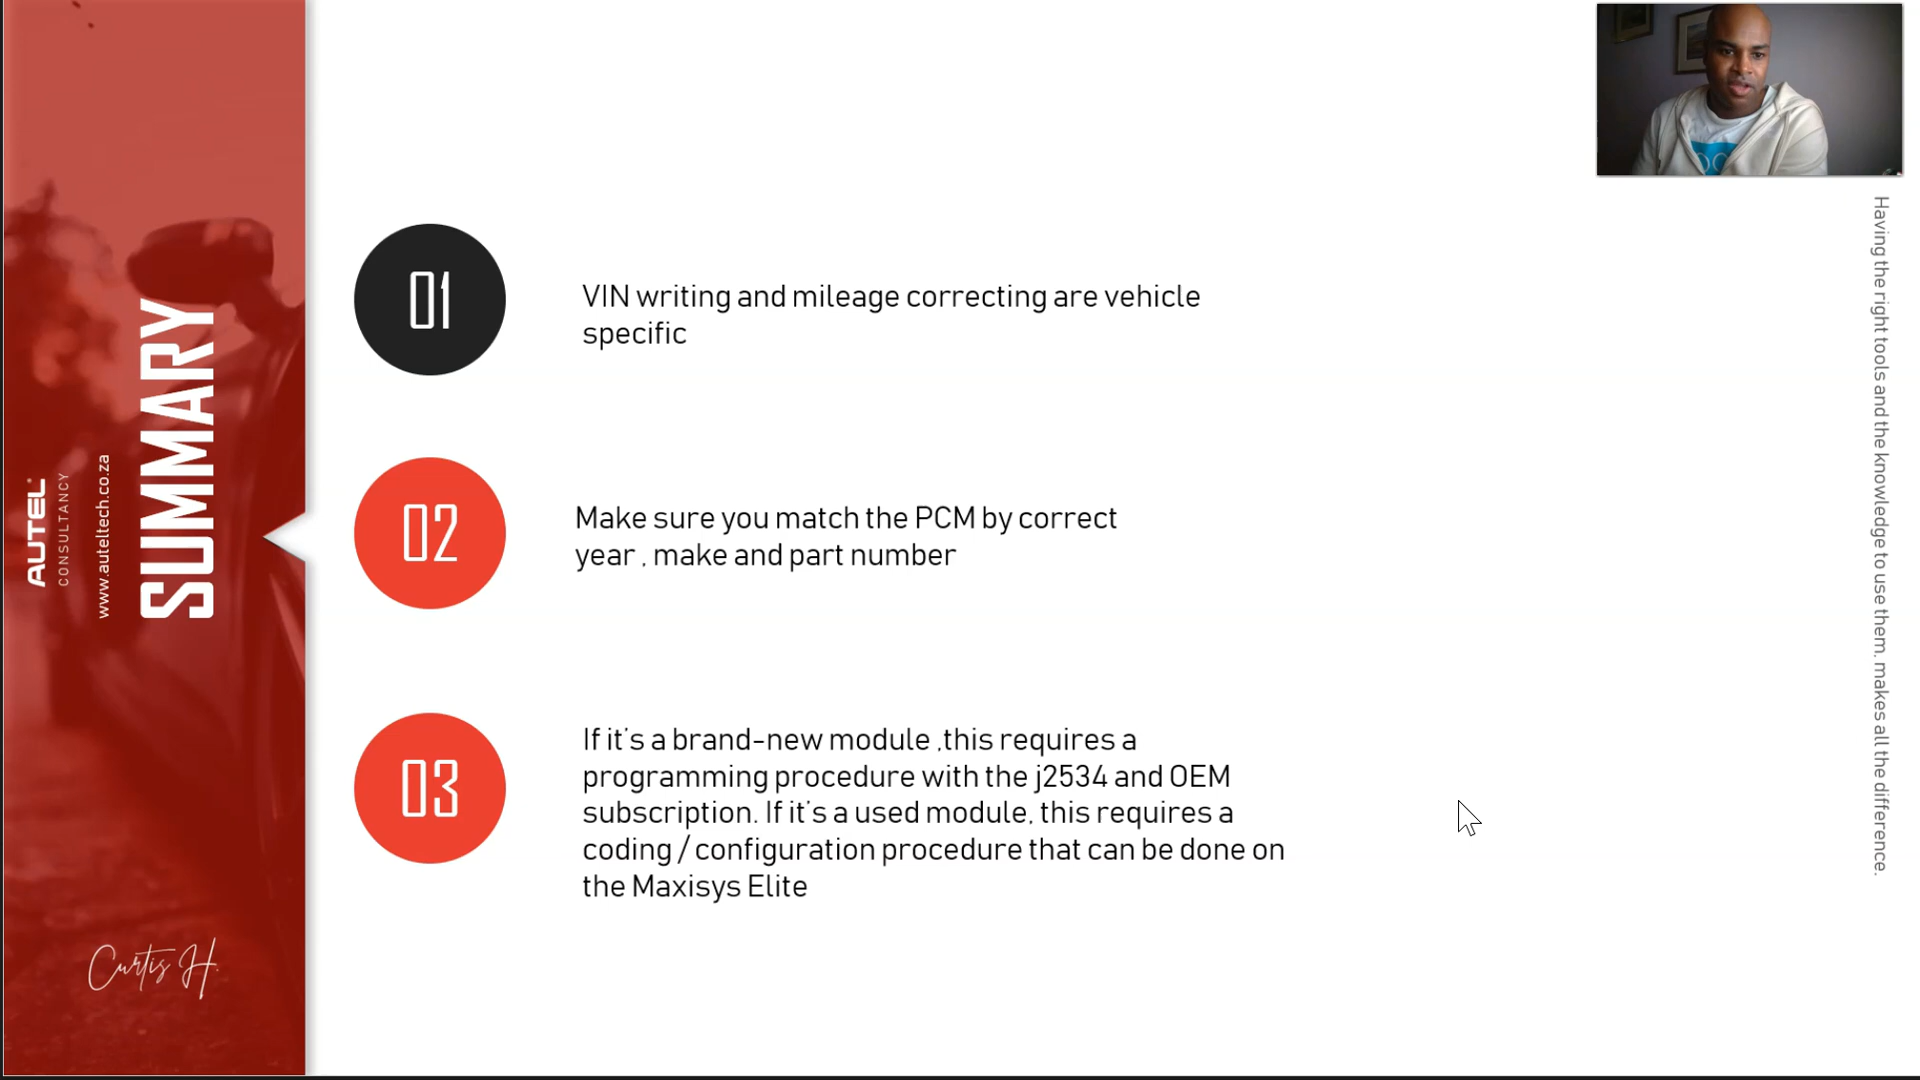 AUTEL
CONSULTANCY
www.auteltech.co.za
SUMMARY
Curtis H.
01
VIN writing and mileage correcting are vehicle
specific
02
Make sure you match the PCM by correct
year , make and part number
03
If it's a brand-new module ,this requires a
programming procedure with the j2534 and OEM
subscription. If it's a used module, this requires a
coding / configuration procedure that can be done on
the Maxisys Elite
Having the right tools and the knowledge to use them, makes all the difference.